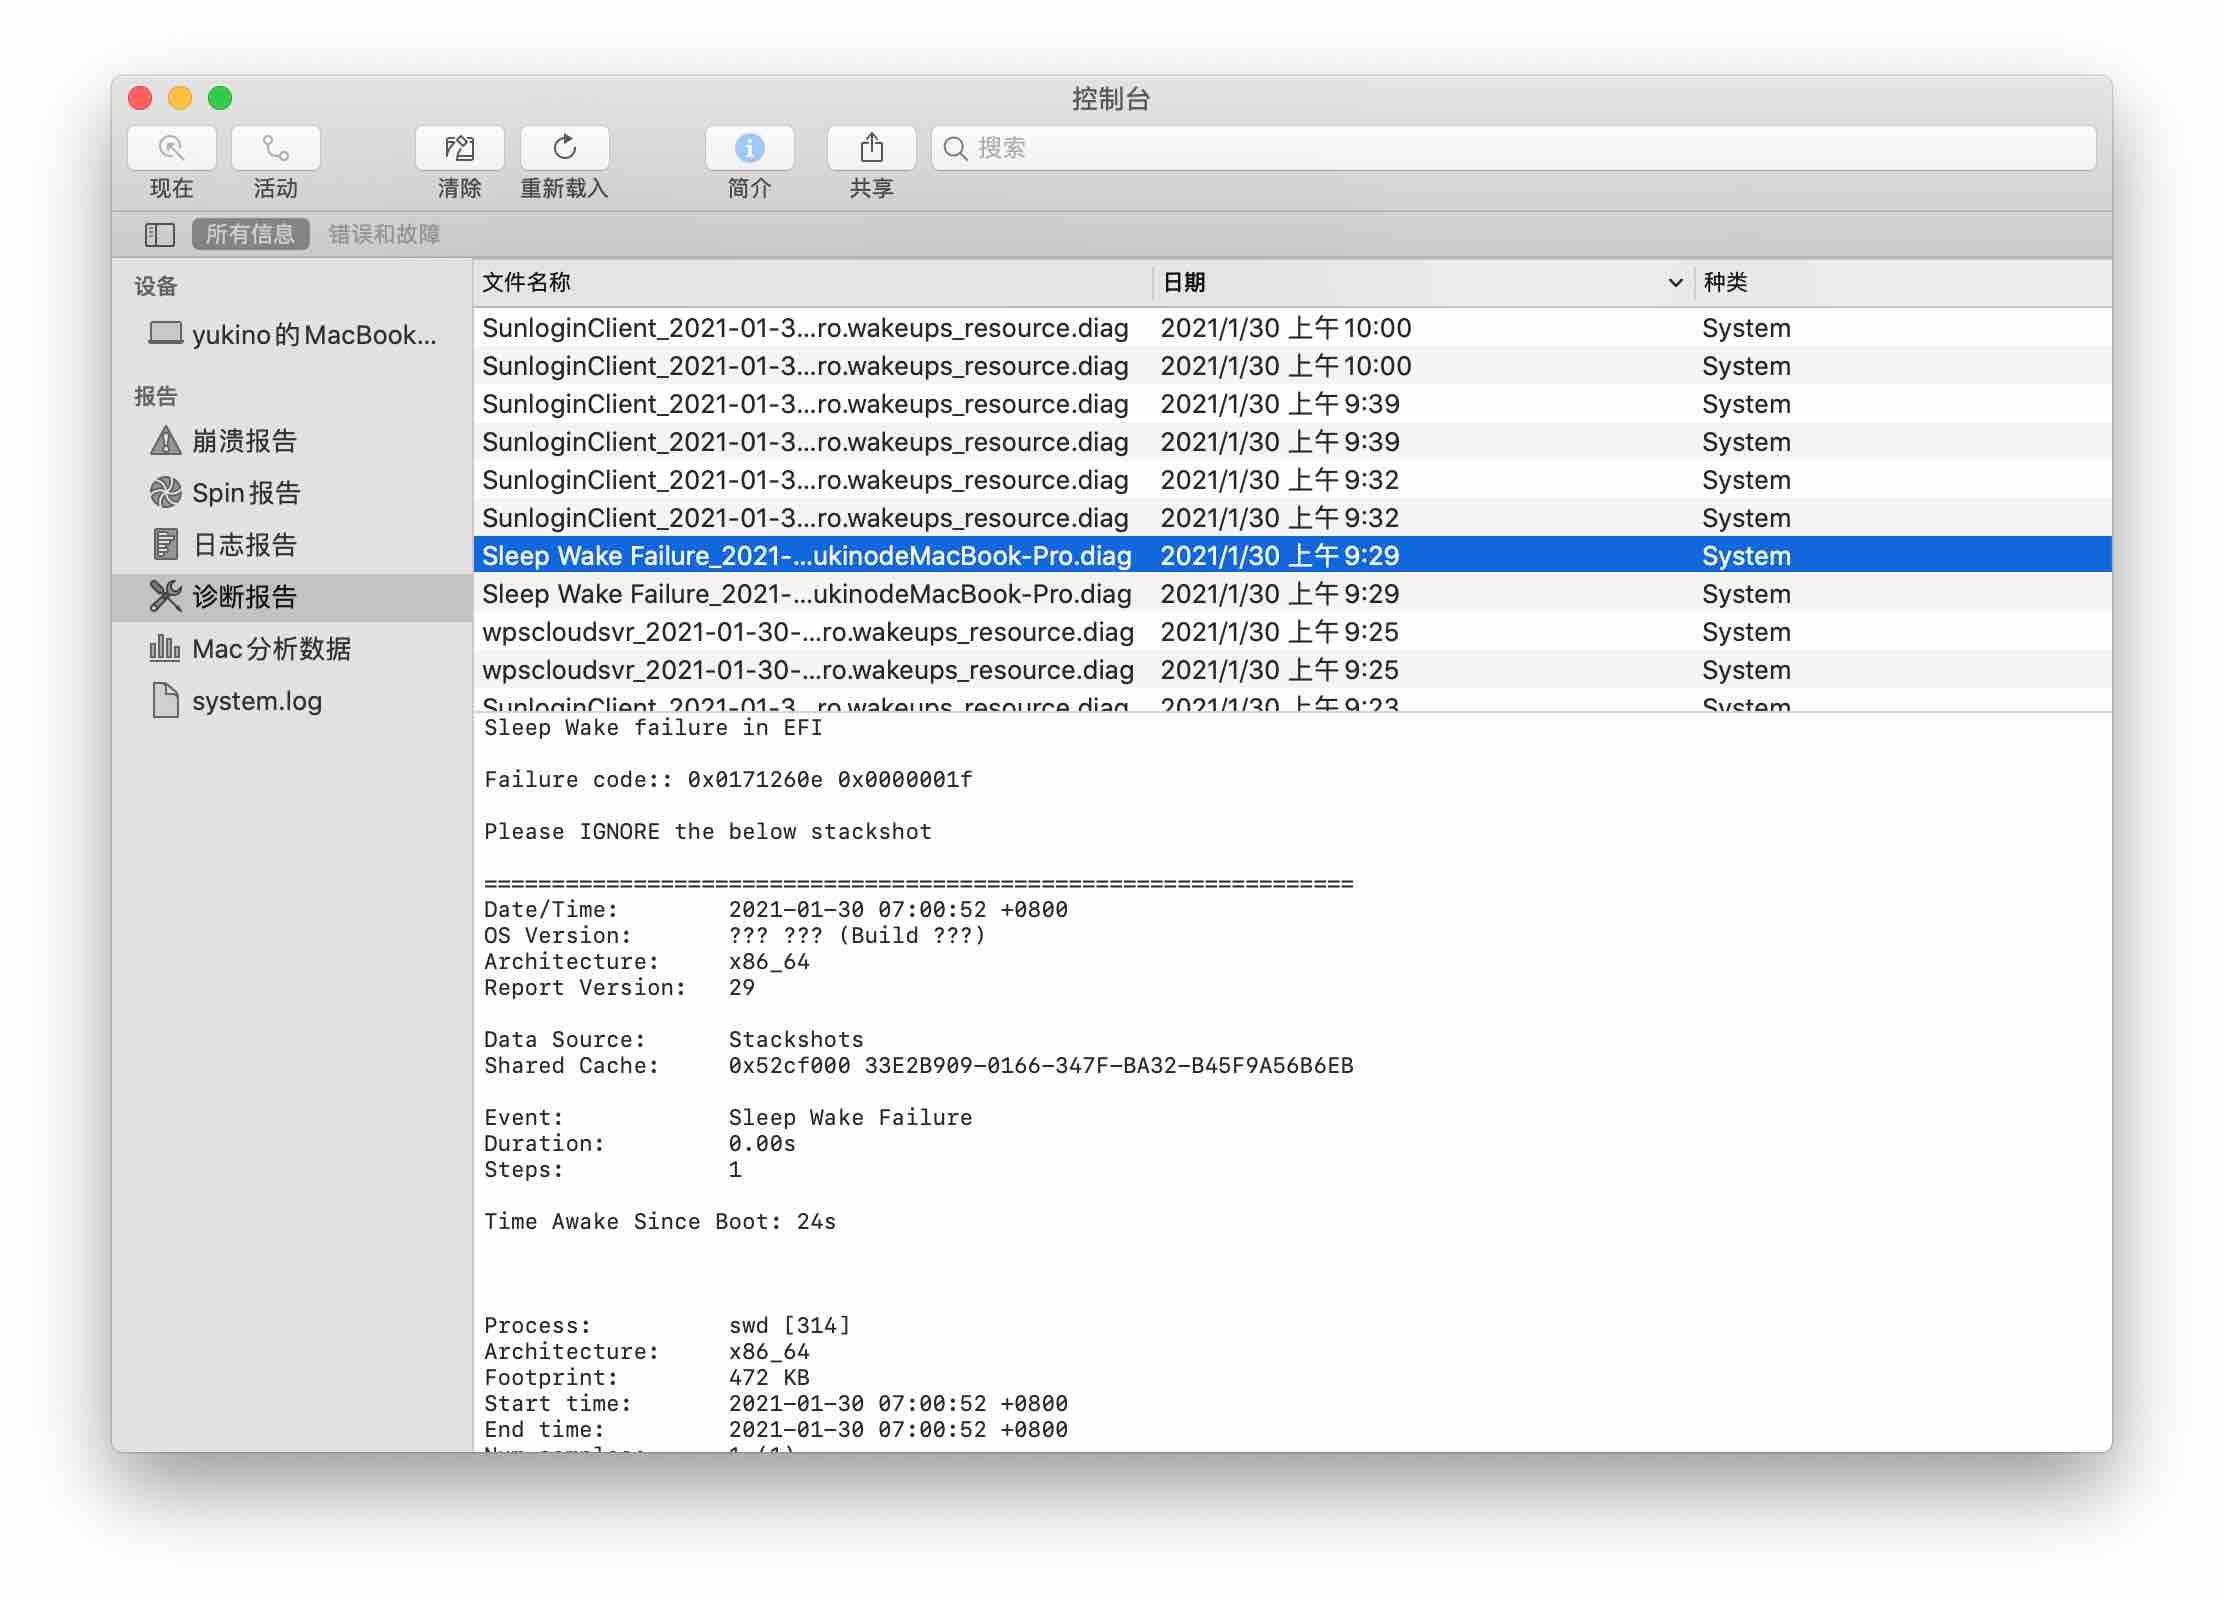 控制台
现在 活动 清除 重新载入 简介 共享 搜索
所有信息 错误和故障
设备
yukino的MacBook...
报告
崩溃报告
Spin报告
日志报告
诊断报告
Mac分析数据
system.log
文件名称 日期 种类
SunloginClient_2021-01-3...ro.wakeups_resource.diag 2021/1/30 上午10:00 System
SunloginClient_2021-01-3...ro.wakeups_resource.diag 2021/1/30 上午10:00 System
SunloginClient_2021-01-3...ro.wakeups_resource.diag 2021/1/30 上午9:39 System
SunloginClient_2021-01-3...ro.wakeups_resource.diag 2021/1/30 上午9:39 System
SunloginClient_2021-01-3...ro.wakeups_resource.diag 2021/1/30 上午9:32 System
SunloginClient_2021-01-3...ro.wakeups_resource.diag 2021/1/30 上午9:32 System
Sleep Wake Failure_2021-...ukinodeMacBook-Pro.diag 2021/1/30 上午9:29 System
Sleep Wake Failure_2021-...ukinodeMacBook-Pro.diag 2021/1/30 上午9:29 System
wpscloudsvr_2021-01-30-...ro.wakeups_resource.diag 2021/1/30 上午9:25 System
wpscloudsvr_2021-01-30-...ro.wakeups_resource.diag 2021/1/30 上午9:25 System
SunloginClient_2021-01-3...ro.wakeups_resource.diag 2021/1/30 上午9:23 System
Sleep Wake failure in EFI
Failure code:: 0x0171260e 0x0000001f
Please IGNORE the below stackshot
================================================================
Date/Time: 2021-01-30 07:00:52 +0800
OS Version: ??? ??? (Build ???)
Architecture: x86_64
Report Version: 29
Data Source: Stackshots
Shared Cache: 0x52cf000 33E2B909-0166-347F-BA32-B45F9A56B6EB
Event: Sleep Wake Failure
Duration: 0.00s
Steps: 1
Time Awake Since Boot: 24s
Process: swd [314]
Architecture: x86_64
Footprint: 472 KB
Start time: 2021-01-30 07:00:52 +0800
End time: 2021-01-30 07:00:52 +0800
Num samples: 1 (1)